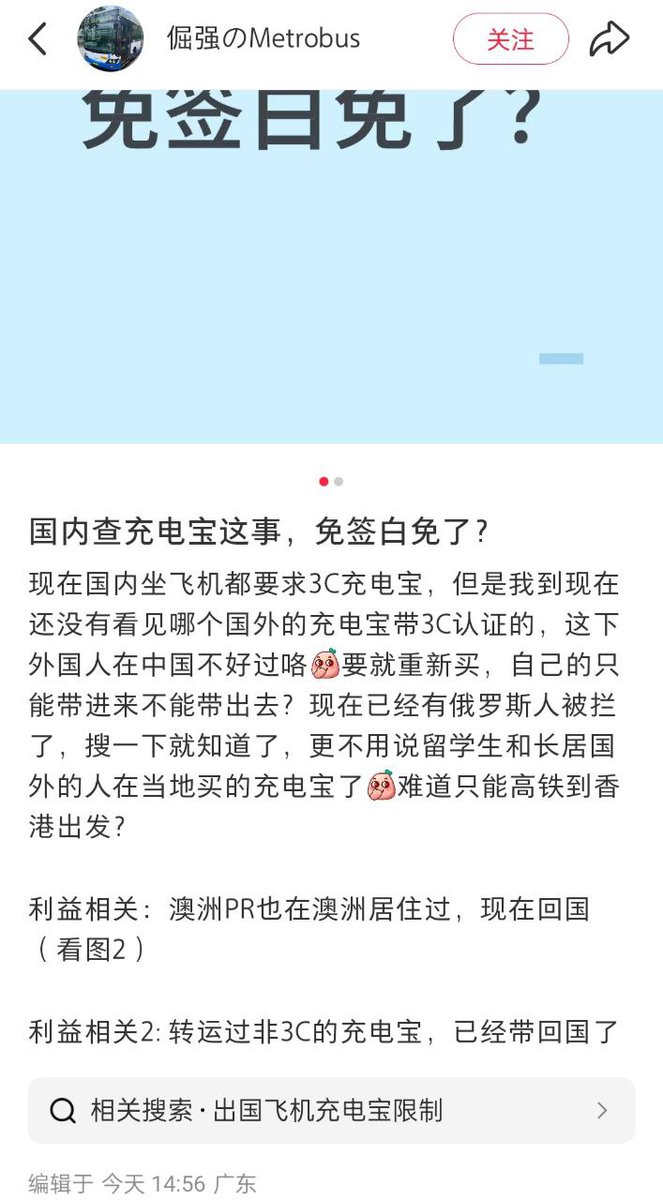 倔强のMetrobus
关注
免签白免了?
国内查充电宝这事，免签白免了?
现在国内坐飞机都要求3C充电宝，但是我到现在
还没有看见哪个国外的充电宝带3C认证的，这下
外国人在中国不好过咯要就重新买，自己的只
能带进来不能带出去? 现在已经有俄罗斯人被拦
了，搜一下就知道了，更不用说留学生和长居国
外的人在当地买的充电宝了难道只能高铁到香
港出发?
利益相关：澳洲PR也在澳洲居住过，现在回国
（看图2）
利益相关2: 转运过非3C的充电宝，已经带回国了
相关搜索·出国飞机充电宝限制
编辑于 今天 14:56 广东